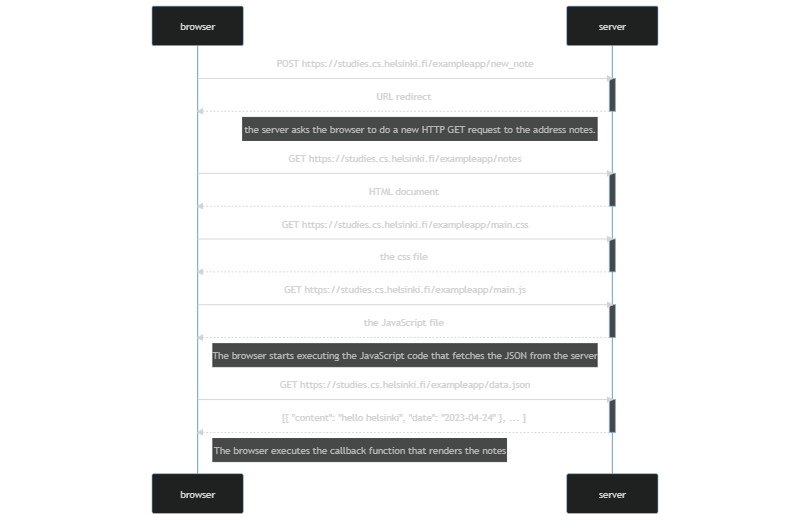 browser
server
POST https://studies.cs.helsinki.fi/exampleapp/new_note
URL redirect
the server asks the browser to do a new HTTP GET request to the address notes.
GET https://studies.cs.helsinki.fi/exampleapp/notes
HTML document
GET https://studies.cs.helsinki.fi/exampleapp/main.css
the css file
GET https://studies.cs.helsinki.fi/exampleapp/main.js
the JavaScript file
The browser starts executing the JavaScript code that fetches the JSON from the server
GET https://studies.cs.helsinki.fi/exampleapp/data.json
[{ "content": "hello helsinki", "date": "2023-04-24" }, ... ]
The browser executes the callback function that renders the notes
browser
server